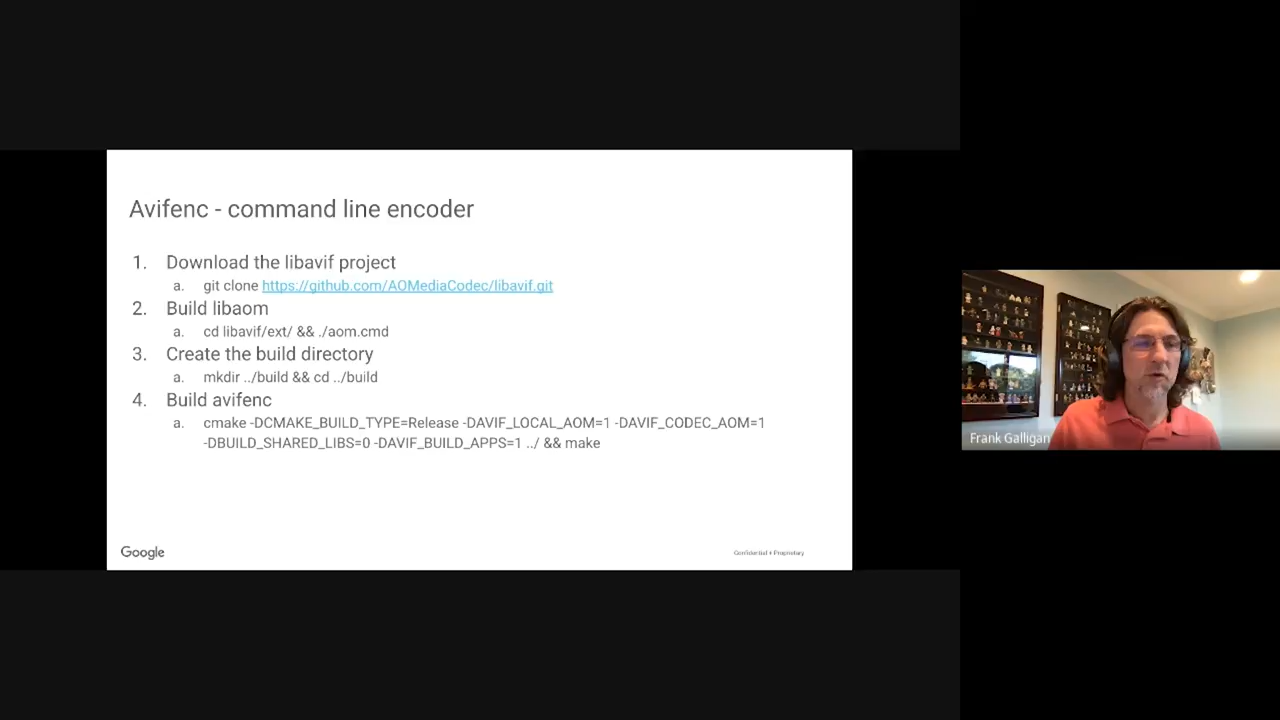 Avifenc - command line encoder
1. Download the libavif project
a. git clone https://github.com/AOMediaCodec/libavif.git
2. Build libaom
a. cd libavif/ext/ && ./aom.cmd
3. Create the build directory
a. mkdir ../build && cd ../build
4. Build avifenc
a. cmake -DCMAKE_BUILD_TYPE=Release -DAVIF_LOCAL_AOM=1 -DAVIF_CODEC_AOM=1
-DBUILD_SHARED_LIBS=0 -DAVIF_BUILD_APPS=1 ../ && make
Google
Confidential + Proprietary
Frank Galligan